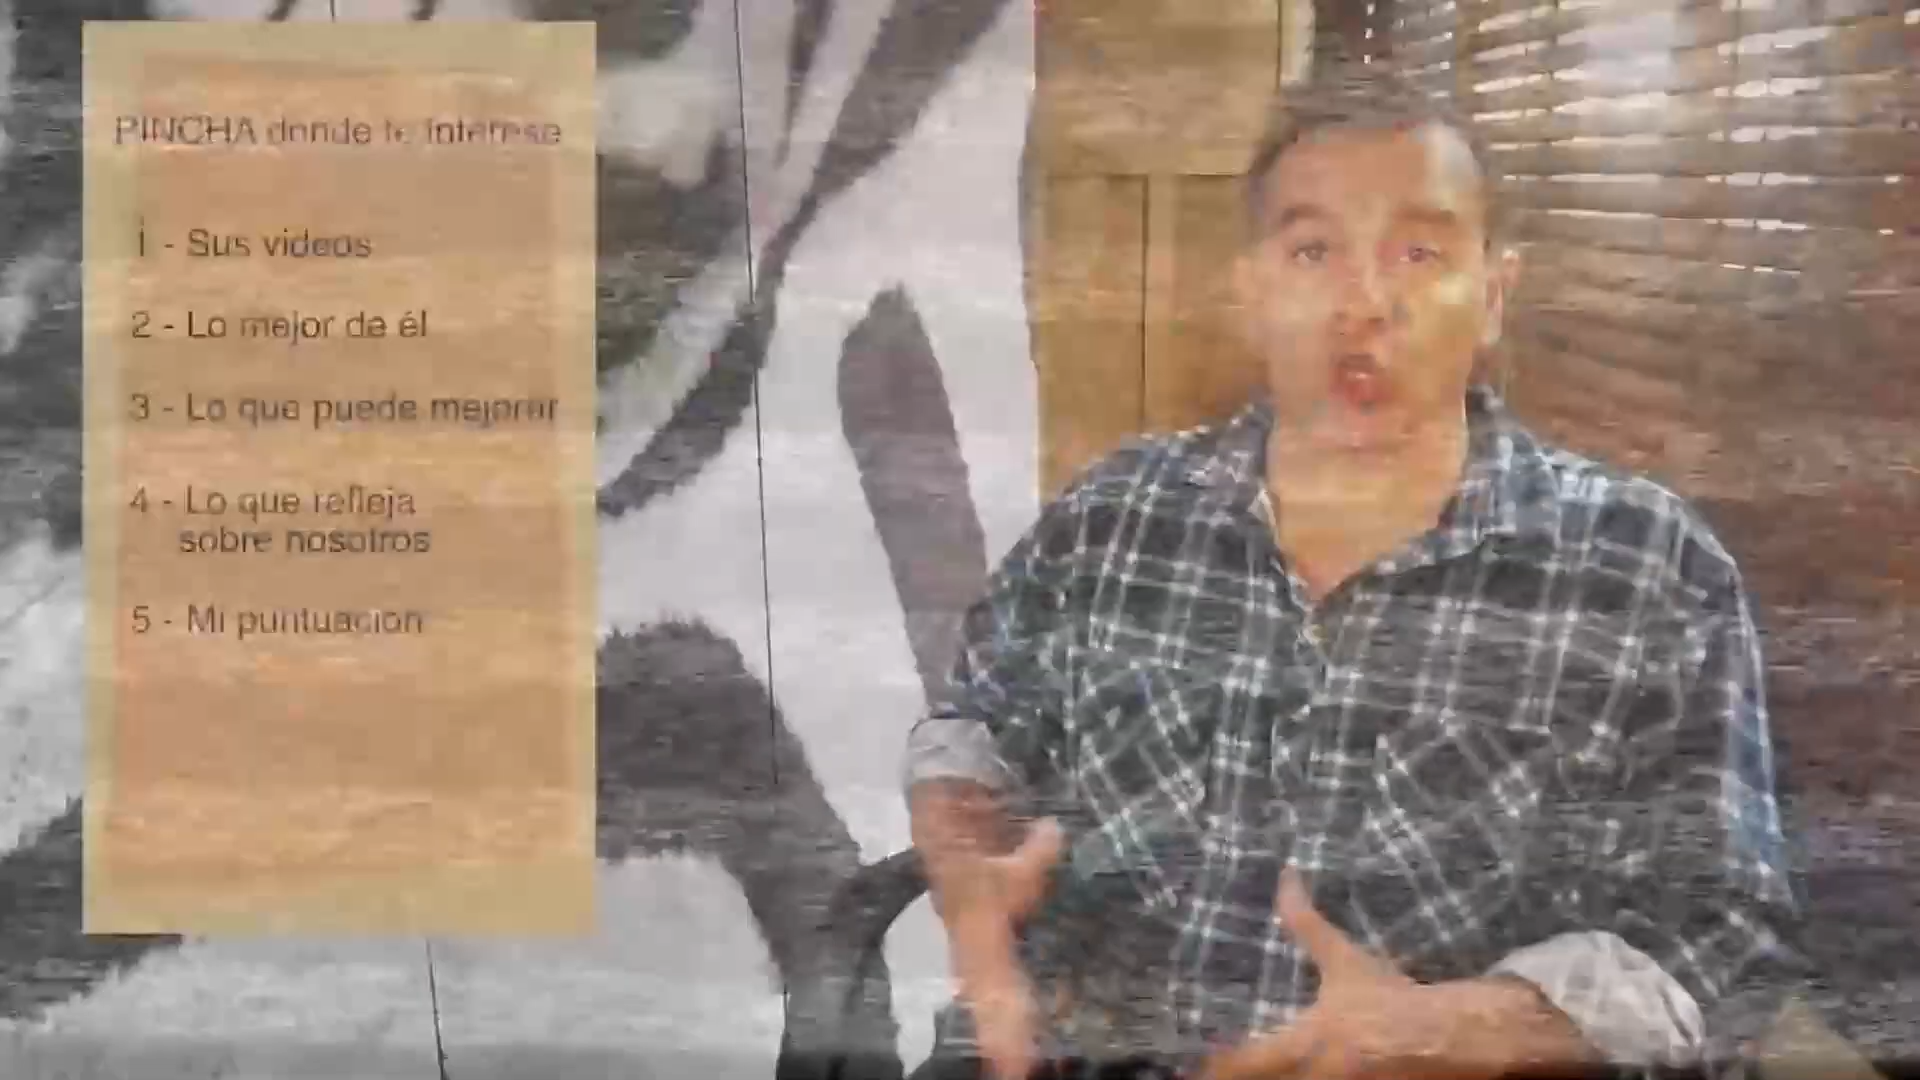 PINCHA donde te interese
1 - Sus videos
2 - Lo mejor de él
3 - Lo que puede mejorar
4 - Lo que refleja
sobre nosotros
5 - Mi puntuacion